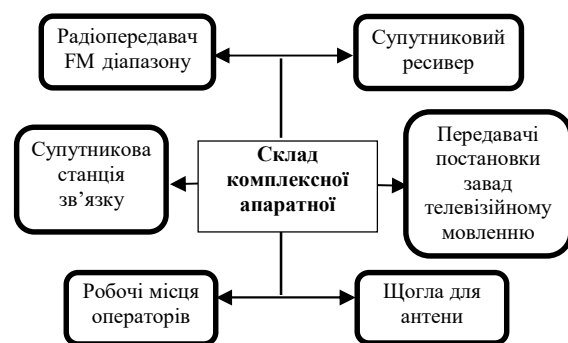 Радіопередавач
FM діапазону
Супутниковий
ресивер
Супутникова
станція
зв’язку
Склад
комплексної
апаратної
Передавачі
постановки
завад
телевізійному
мовленню
Робочі місця
операторів
Щогла для
антени